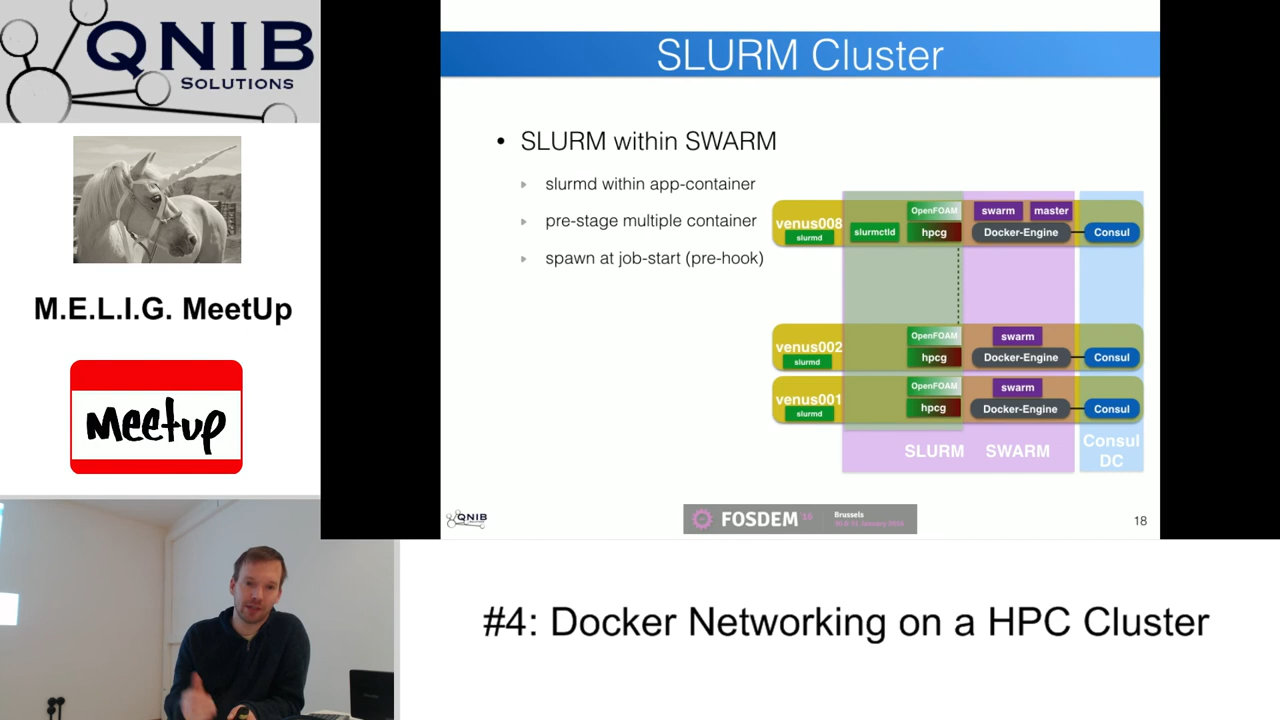 QNIB
SOLUTIONS
M.E.L.I.G. MeetUp
Meetup
SLURM Cluster
• SLURM within SWARM
slurmd within app-container
pre-stage multiple container
spawn at job-start (pre-hook)
venus008
slurmd
slurmctld
OpenFOAM
hpcg
swarm
master
Docker-Engine
Consul
venus002
slurmd
OpenFOAM
hpcg
swarm
Docker-Engine
Consul
venus001
slurmd
OpenFOAM
hpcg
swarm
Docker-Engine
Consul
SLURM
SWARM
Consul
DC
QNIB
FOSDEM
Brussels
18
#4: Docker Networking on a HPC Cluster